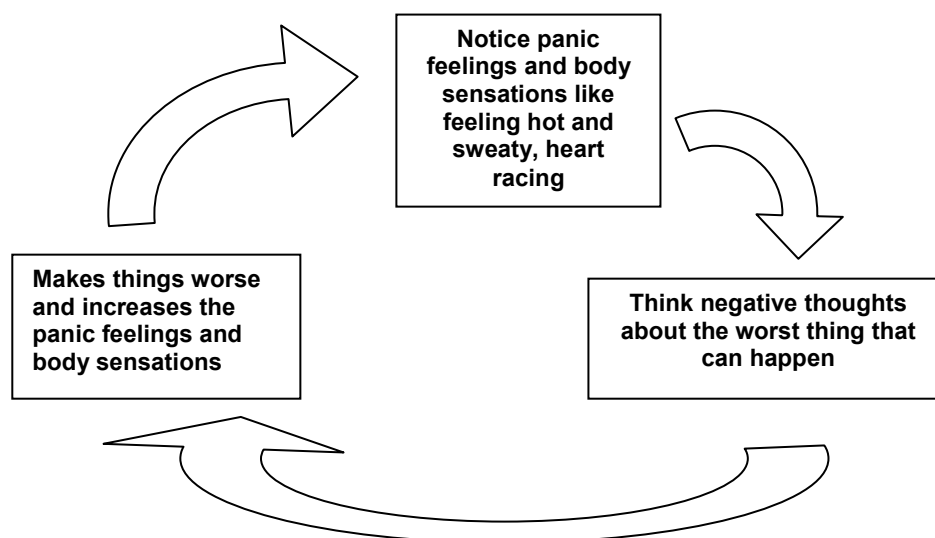 Notice panic
feelings and body
sensations like
feeling hot and
sweaty, heart
racing
Think negative thoughts
about the worst thing that
can happen
Makes things worse
and increases the
panic feelings and
body sensations